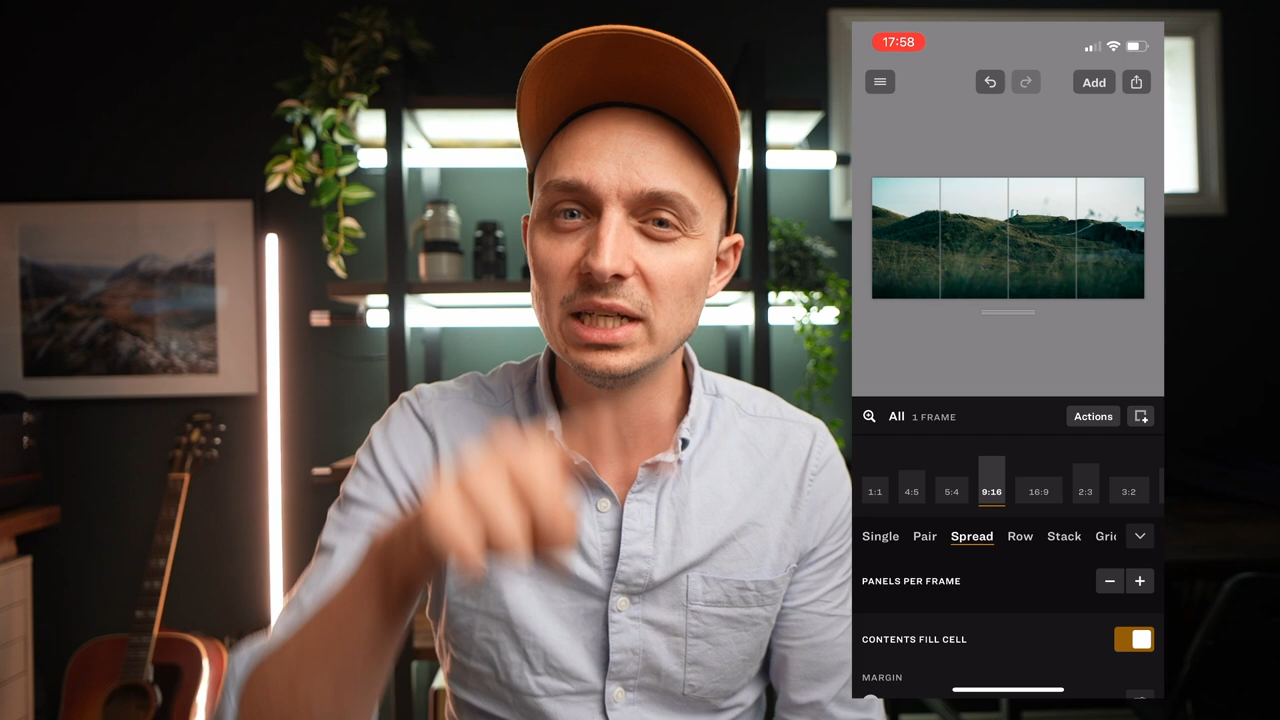 17:58
Add
All 1 FRAME
Actions
1:1 4:5 5:4 9:16 16:9 2:3 3:2
Single Pair Spread Row Stack Gri
PANELS PER FRAME
CONTENTS FILL CELL
MARGIN